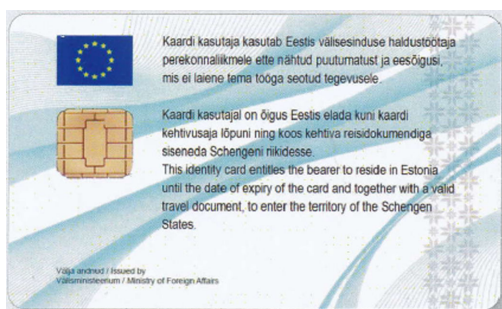 Kaardi kasutaja kasutab Eestis välisesinduse haldustöötaja
perekonnaliikmele ette nähtud puutumatust ja eesõigusi,
mis ei laiene tema tööga seotud tegevusele.
Kaardi kasutajal on õigus Eestis elada kuni kaardi
kehtivusaja lõpuni ning koos kehtiva reisidokumendiga
siseneda Schengeni riikidesse.
This identity card entitles the bearer to reside in Estonia
until the date of expiry of the card and together with a valid
travel document, to enter the territory of the Schengen
States.
Välja andnud / Issued by
Välisministeerium / Ministry of Foreign Affairs